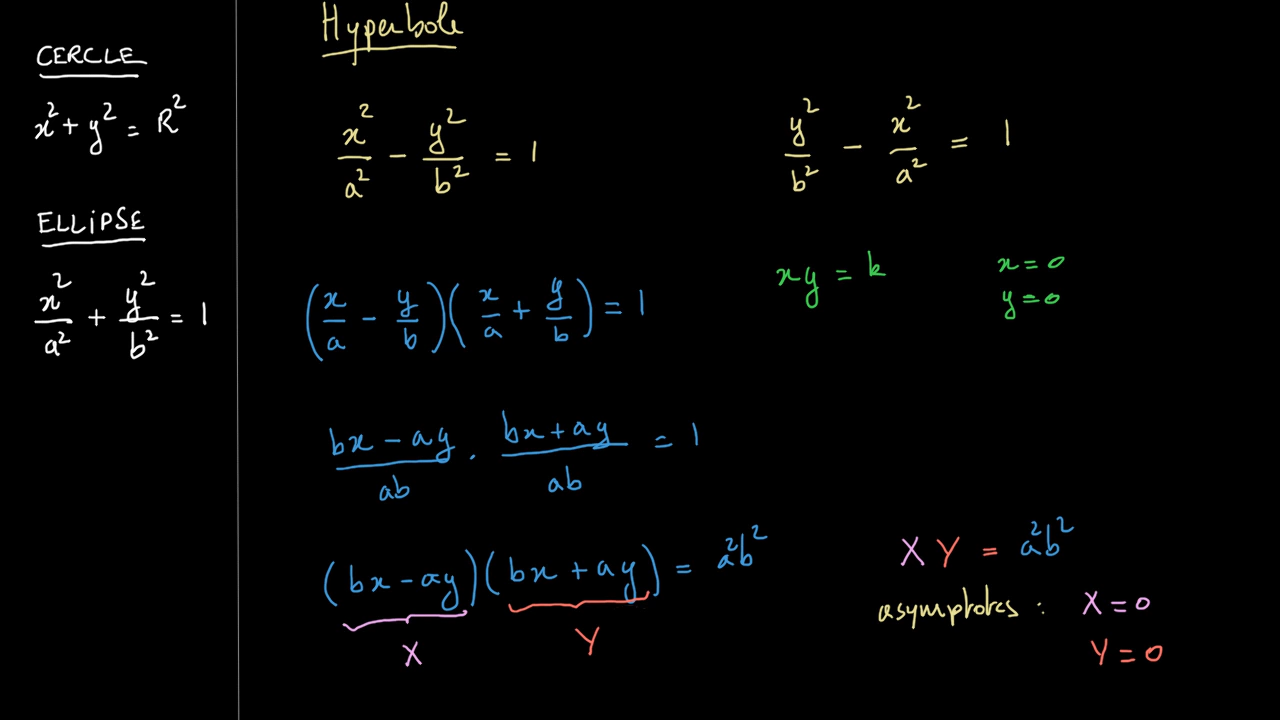 CERCLE
x² + y² = R²
ELLiPSE
x²/a² + y²/b² = 1
Hyperbole
x²/a² - y²/b² = 1
y²/b² - x²/a² = 1
(x/a - y/b)(x/a + y/b) = 1
xy = k
x = 0
y = 0
bx - ay/ab . bx + ay/ab = 1
(bx - ay)(bx + ay) = a²b²
X
Y
X Y = a²b²
asymptotes : X = 0
Y = 0